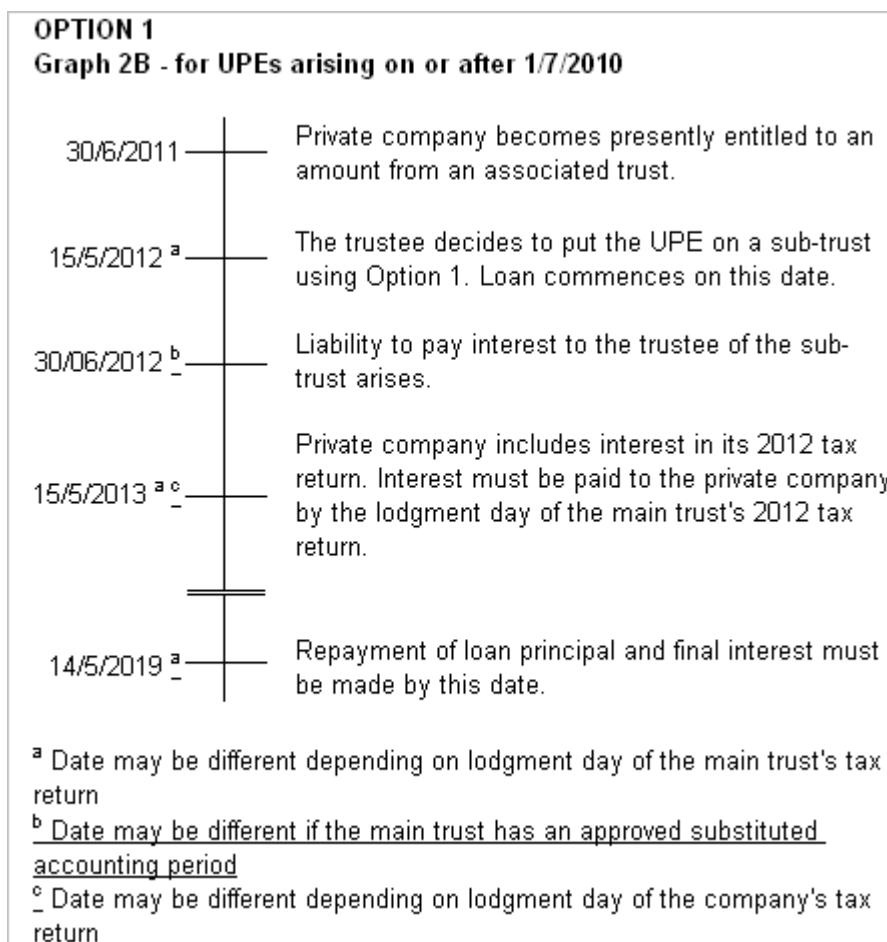 OPTION 1
Graph 2B - for UPEs arising on or after 1/7/2010
30/6/2011
Private company becomes presently entitled to an
amount from an associated trust.
15/5/2012 a
The trustee decides to put the UPE on a sub-trust
using Option 1. Loan commences on this date.
30/06/2012 b
Liability to pay interest to the trustee of the sub-
trust arises.
15/5/2013 a c
Private company includes interest in its 2012 tax
return. Interest must be paid to the private company
by the lodgment day of the main trust's 2012 tax
return.
14/5/2019 a
Repayment of loan principal and final interest must
be made by this date.
a Date may be different depending on lodgment day of the main trust's tax
return
b Date may be different if the main trust has an approved substituted
accounting period
c Date may be different depending on lodgment day of the company's tax
return